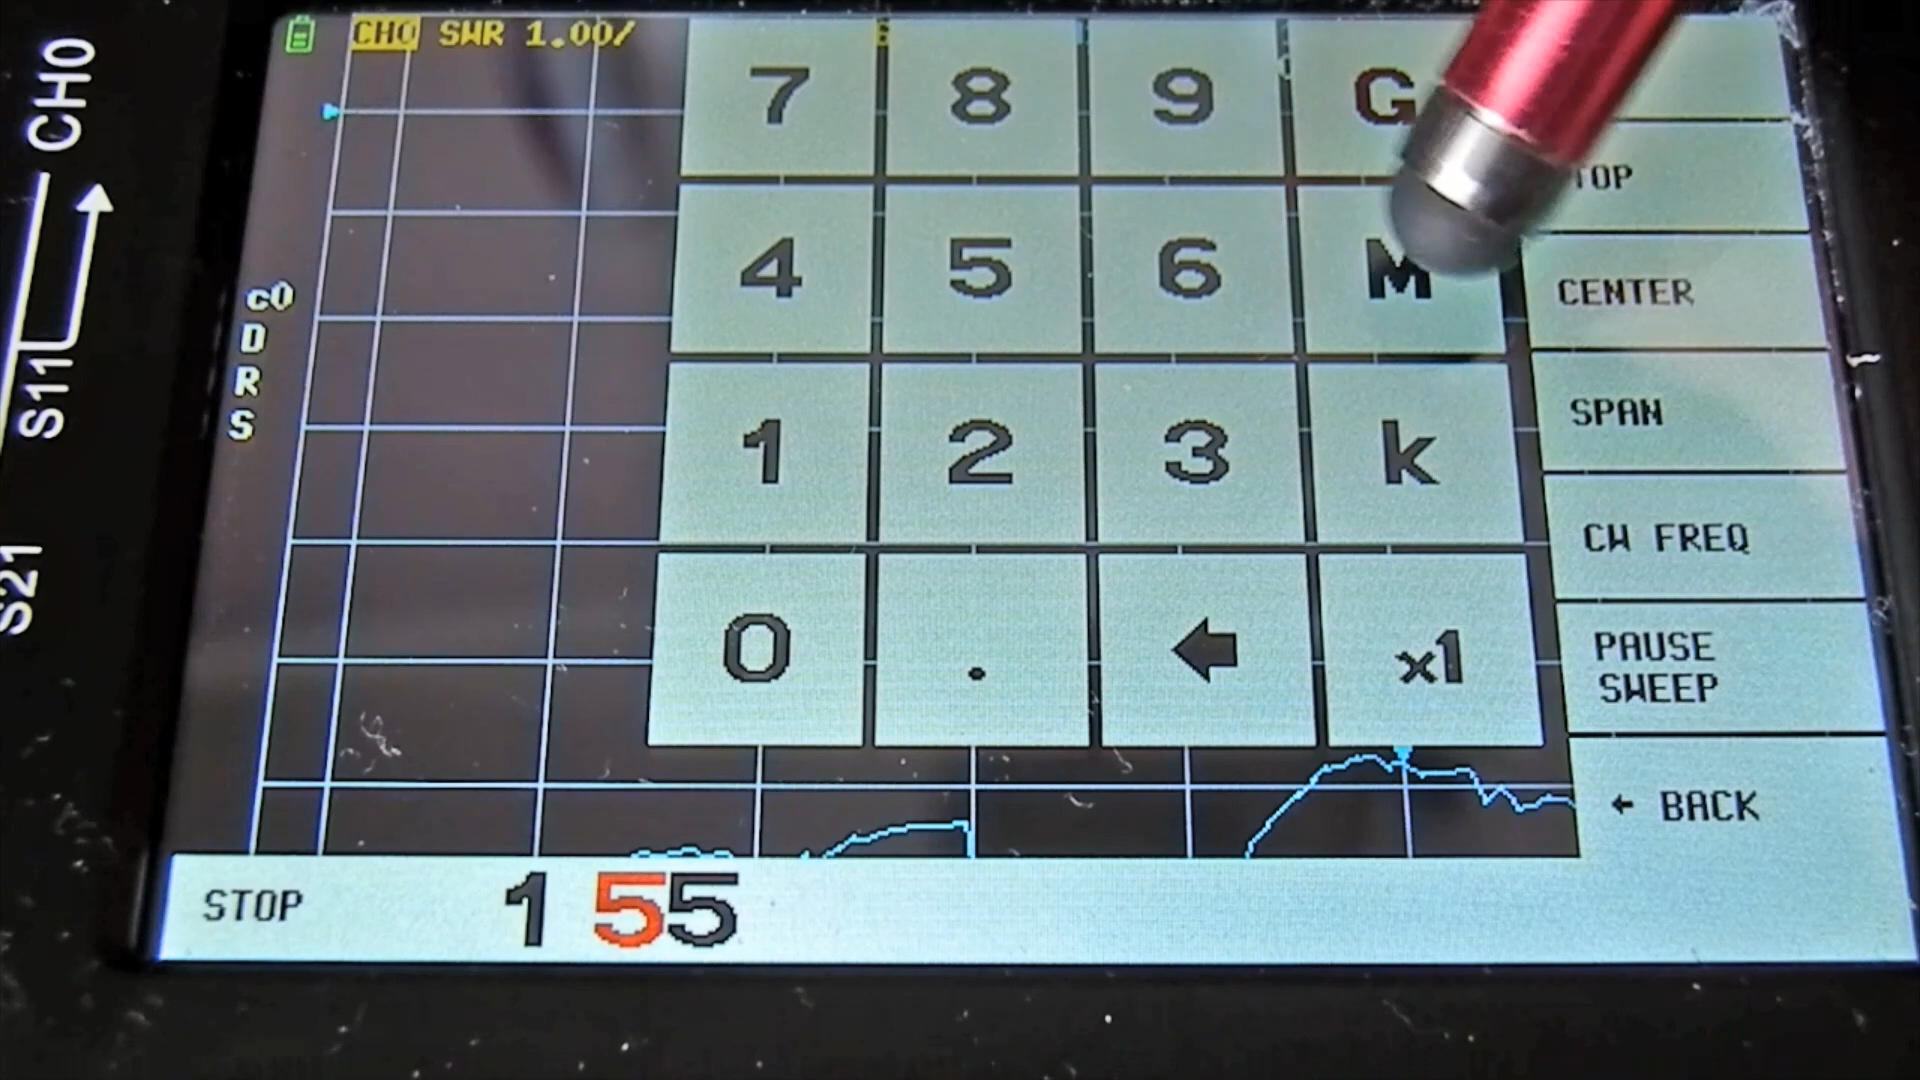 CH0 SWR 1.00/
CH0
S11
S21
c0
D
R
S
7 8 9 G
4 5 6 M
1 2 3 k
0 . ← x1
TOP
CENTER
SPAN
CW FREQ
PAUSE
SWEEP
← BACK
STOP 1 55